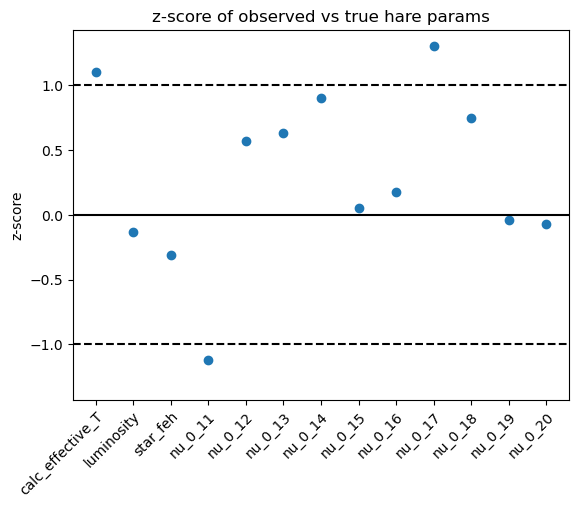 z-score of observed vs true hare params
z-score
1.0
0.5
0.0
−0.5
−1.0
calc_effective_T
luminosity
star_feh
nu_0_11
nu_0_12
nu_0_13
nu_0_14
nu_0_15
nu_0_16
nu_0_17
nu_0_18
nu_0_19
nu_0_20